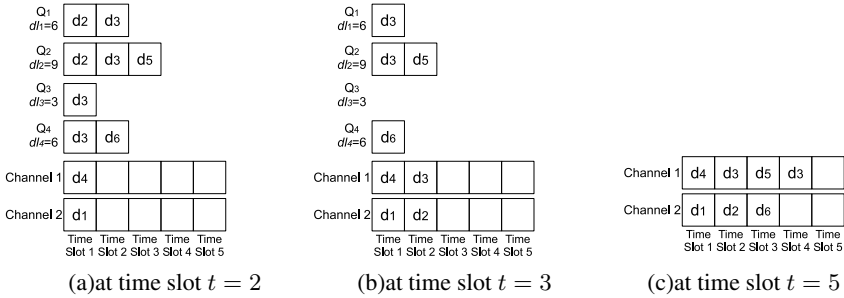 Q1
dl1=6
d2 d3
Q2
dl2=9
d2 d3 d5
Q3
dl3=3
d3
Q4
dl4=6
d3 d6
Channel 1 d4
Channel 2 d1
Time Time Time Time Time
Slot 1 Slot 2 Slot 3 Slot 4 Slot 5
(a)at time slot t = 2
Q1
dl1=6
d3
Q2
dl2=9
d3 d5
Q3
dl3=3
Q4
dl4=6
d6
Channel 1 d4 d3
Channel 2 d1 d2
Time Time Time Time Time
Slot 1 Slot 2 Slot 3 Slot 4 Slot 5
(b)at time slot t = 3
Channel 1 d4 d3 d5 d3
Channel 2 d1 d2 d6
Time Time Time Time Time
Slot 1 Slot 2 Slot 3 Slot 4 Slot 5
(c)at time slot t = 5